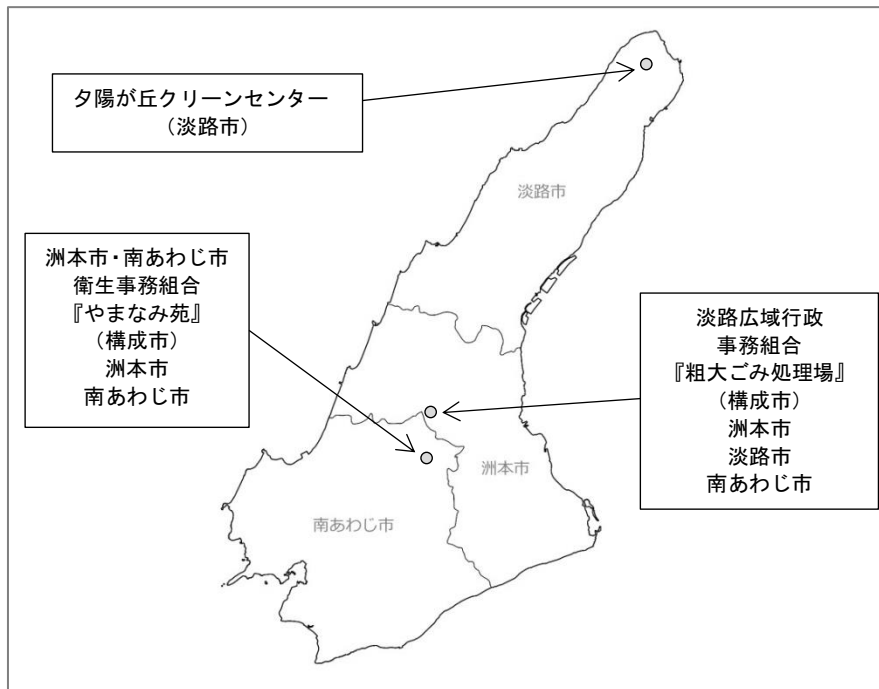 夕陽が丘クリーンセンター
（淡路市）
淡路市
洲本市・南あわじ市
衛生事務組合
『やまなみ苑』
（構成市）
洲本市
南あわじ市
淡路広域行政
事務組合
『粗大ごみ処理場』
（構成市）
洲本市
淡路市
南あわじ市
洲本市
南あわじ市